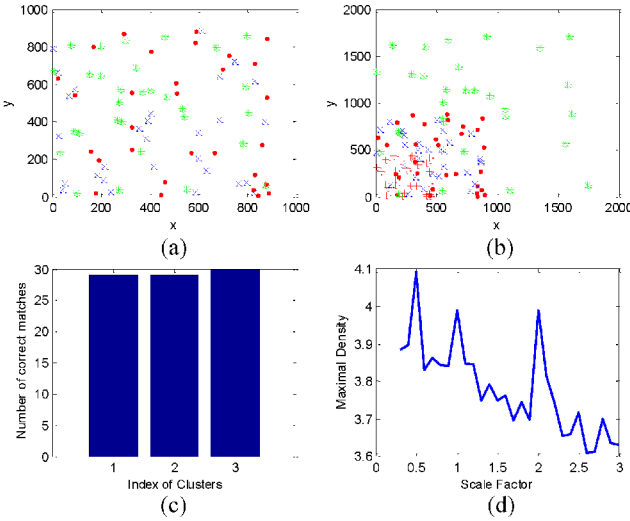 1000
800
600
400
200
0
y
0 200 400 600 800 1000
x
(a)
2000
1500
1000
500
0
y
0 500 1000 1500 2000
x
(b)
30
25
20
15
10
5
0
Number of correct matches
1 2 3
Index of Clusters
(c)
4.1
4
3.9
3.8
3.7
3.6
Maximal Density
0 0.5 1 1.5 2 2.5 3
Scale Factor
(d)